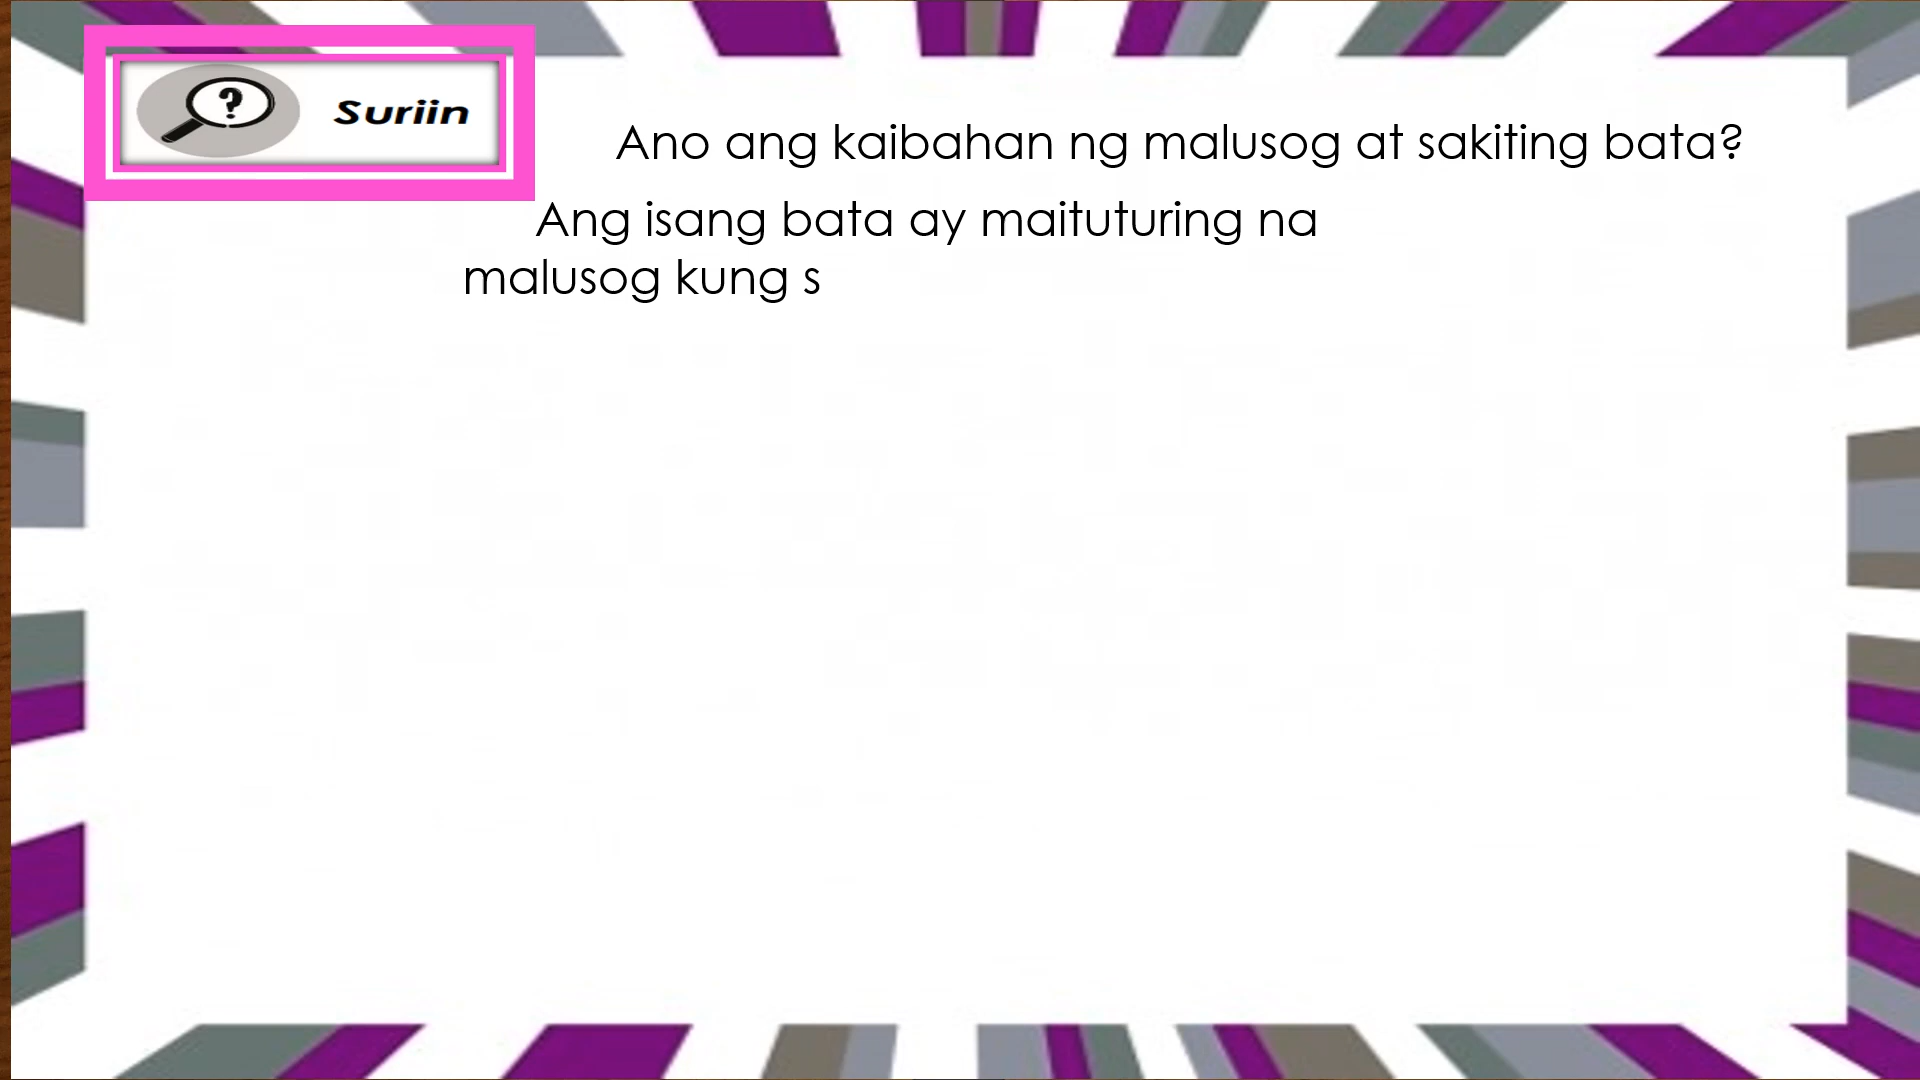 ?
Suriin
Ano ang kaibahan ng malusog at sakiting bata?
Ang isang bata ay maituturing na
malusog kung s